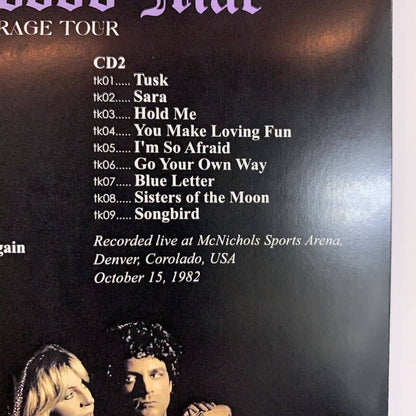 RAGE TOUR
CD2
tk01..... Tusk
tk02..... Sara
tk03..... Hold Me
tk04..... You Make Loving Fun
tk05..... I'm So Afraid
tk06..... Go Your Own Way
tk07..... Blue Letter
tk08..... Sisters of the Moon
tk09..... Songbird
gain
Recorded live at McNichols Sports Arena,
Denver, Corolado, USA
October 15, 1982